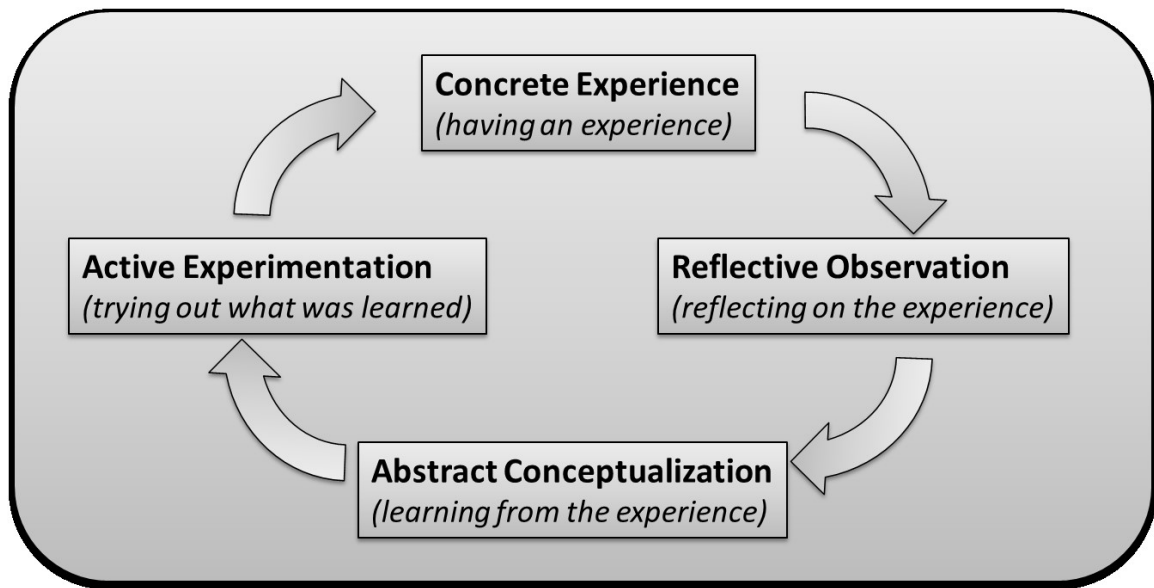 Concrete Experience
(having an experience)
Active Experimentation
(trying out what was learned)
Reflective Observation
(reflecting on the experience)
Abstract Conceptualization
(learning from the experience)